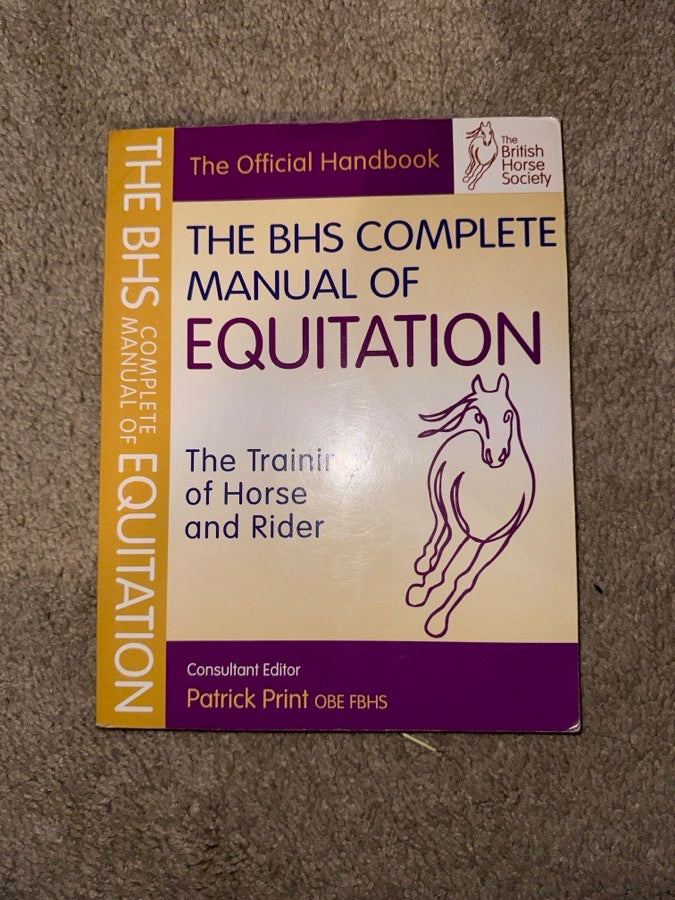 The Official Handbook
The
British
Horse
Society
THE BHS COMPLETE
MANUAL OF
EQUITATION
The Training
of Horse
and Rider
Consultant Editor
Patrick Print OBE FBHS
THE BHS
COMPLETE
MANUAL OF
EQUITATION